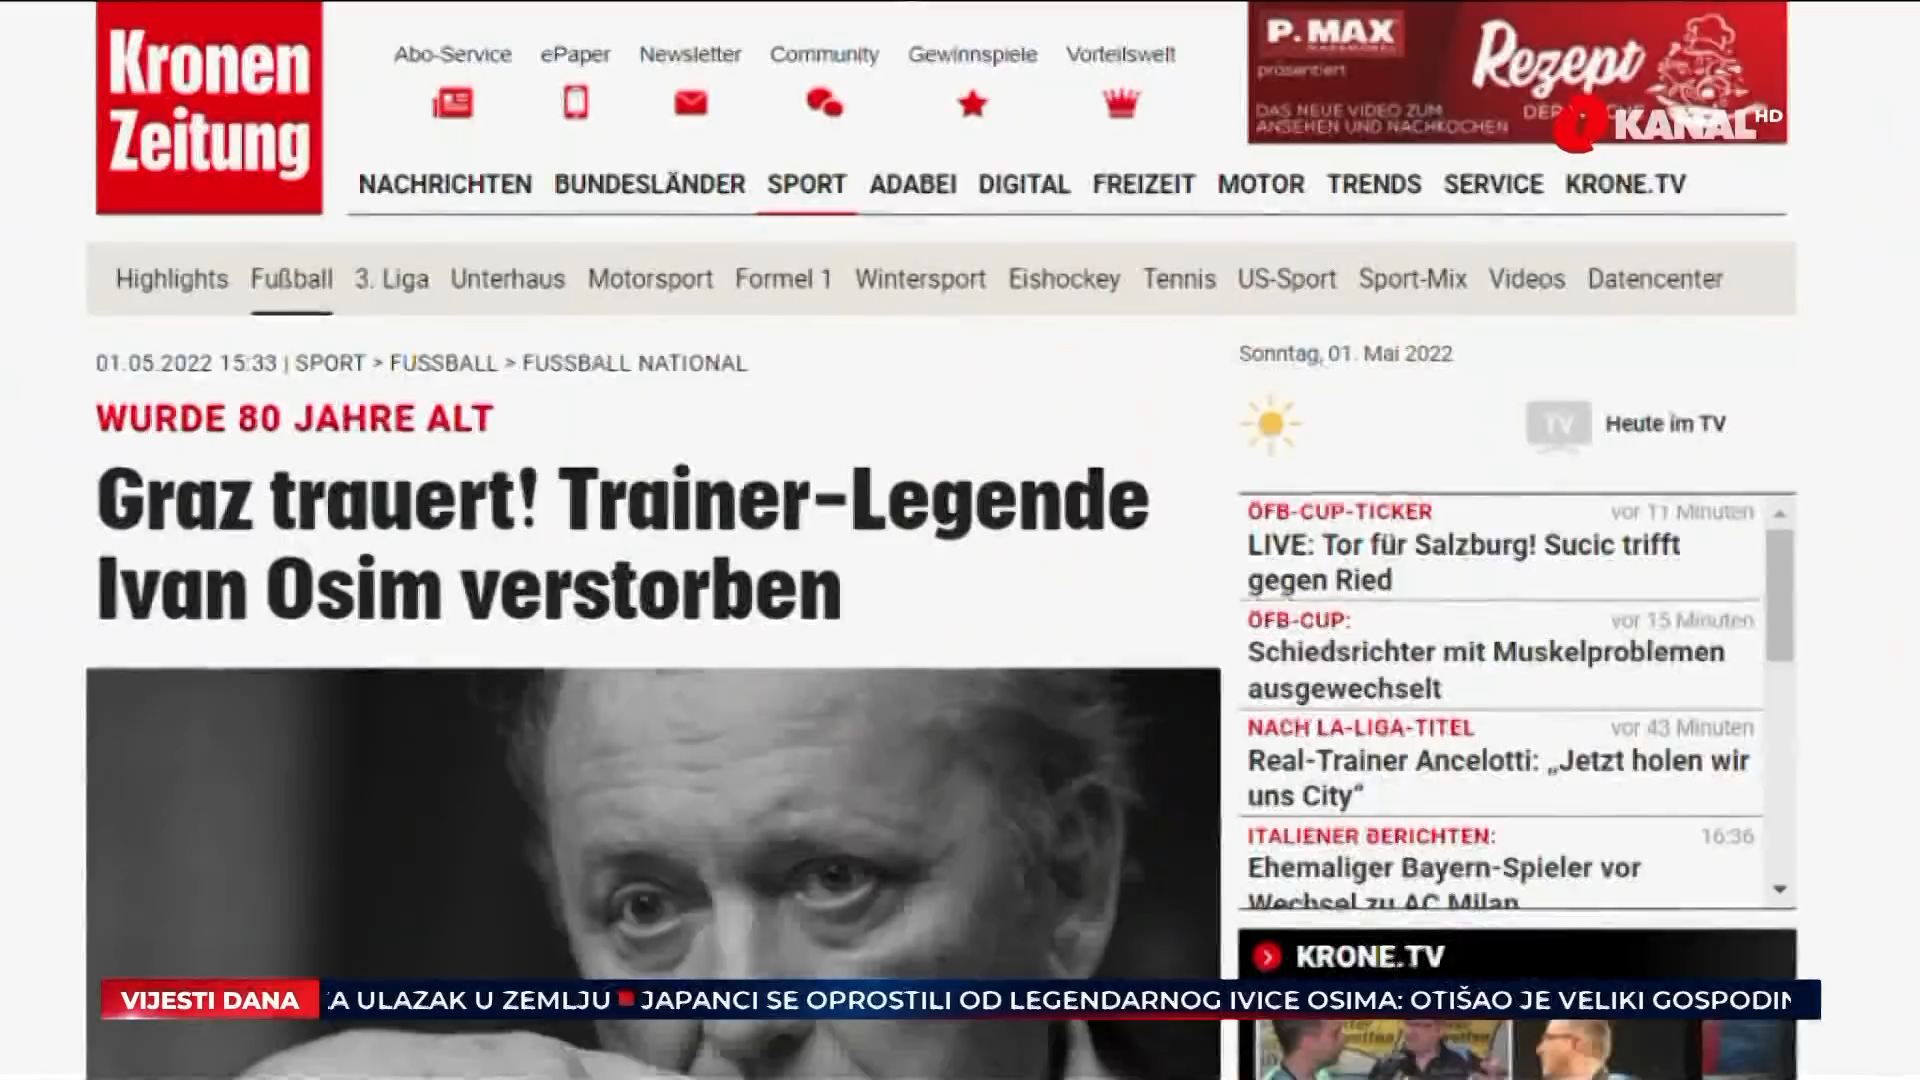 Kronen
Zeitung
Abo-Service ePaper Newsletter Community Gewinnspiele Vorteilswelt
P.MAX
präsentiert
Rezept
DAS NEUE VIDEO ZUM
ANSEHEN UND NACHKOCHEN
DER
KANAL HD
NACHRICHTEN BUNDESLÄNDER SPORT ADABEI DIGITAL FREIZEIT MOTOR TRENDS SERVICE KRONE.TV
Highlights Fußball 3. Liga Unterhaus Motorsport Formel 1 Wintersport Eishockey Tennis US-Sport Sport-Mix Videos Datencenter
01.05.2022 15:33 | SPORT > FUSSBALL > FUSSBALL NATIONAL
WURDE 80 JAHRE ALT
Graz trauert! Trainer-Legende
Ivan Osim verstorben
Sonntag, 01. Mai 2022
TV Heute im TV
ÖFB-CUP-TICKER vor 11 Minuten
LIVE: Tor für Salzburg! Sucic trifft
gegen Ried
ÖFB-CUP: vor 15 Minuten
Schiedsrichter mit Muskelproblemen
ausgewechselt
NACH LA-LIGA-TITEL vor 43 Minuten
Real-Trainer Ancelotti: „Jetzt holen wir
uns City“
ITALIENER BERICHTEN: 16:36
Ehemaliger Bayern-Spieler vor
Wechsel zu AC Milan
KRONE.TV
VIJESTI DANA ZA ULAZAK U ZEMLJU JAPANCI SE OPROSTILI OD LEGENDARNOG IVICE OSIMA: OTIŠAO JE VELIKI GOSPODIN